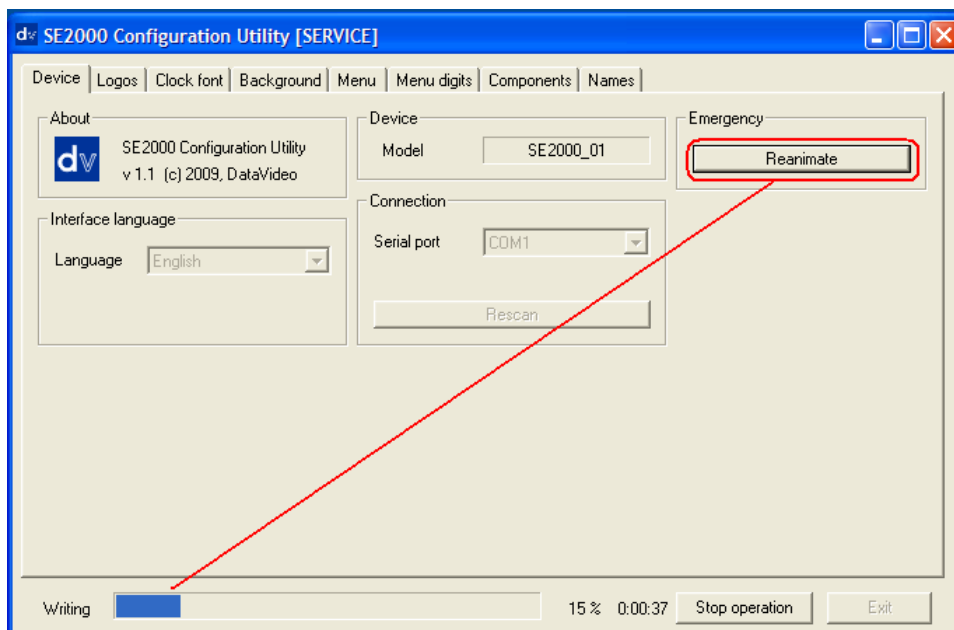 dv SE2000 Configuration Utility [SERVICE]
Device Logos Clock font Background Menu Menu digits Components Names
About
dv
SE2000 Configuration Utility
v 1.1 (c) 2009, DataVideo
Interface language
Language English
Device
Model SE2000_01
Connection
Serial port COM1
Rescan
Emergency
Reanimate
Writing 15 % 0:00:37 Stop operation Exit